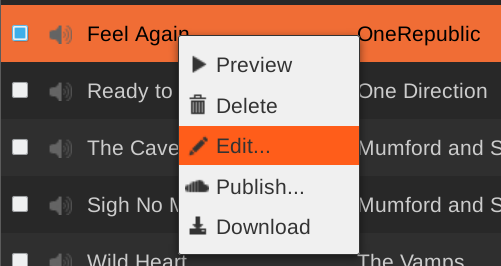 Feel Again OneRepublic
Preview
Ready to One Direction
Delete
The Cave Mumford and S
Edit...
Publish...
Sigh No Mumford and S
Download
Wild Heart The Vamps